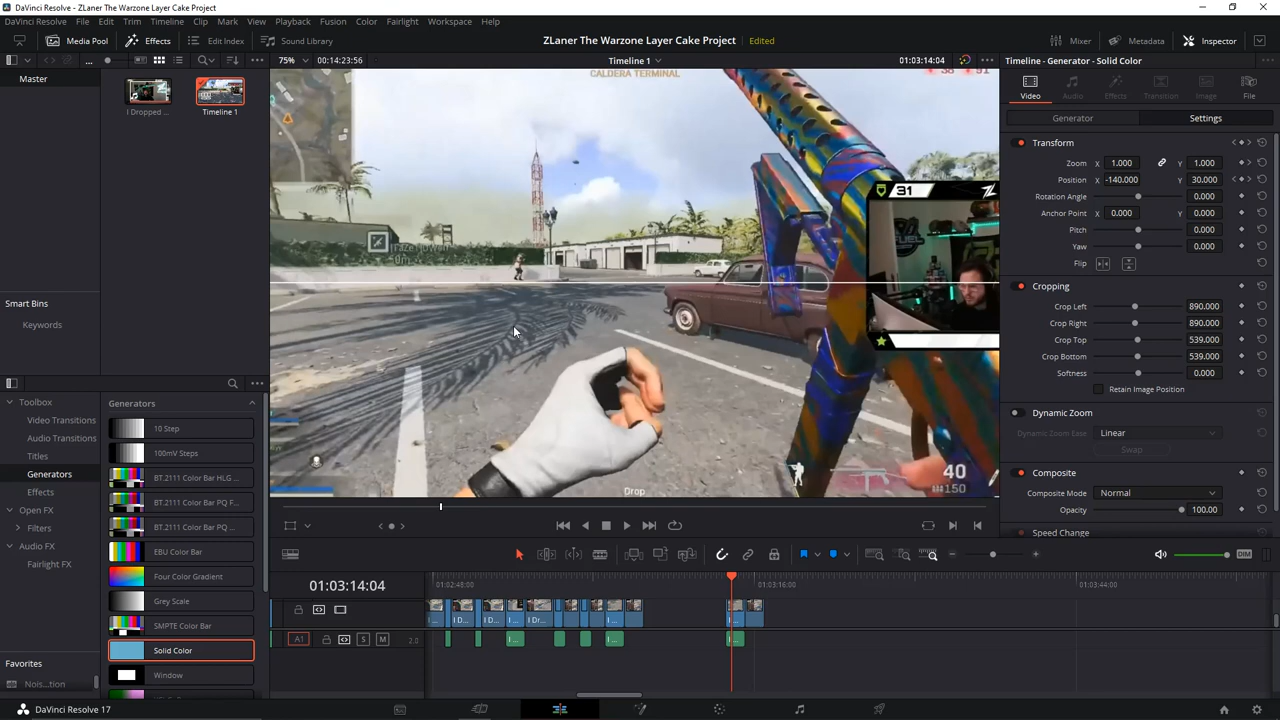 DaVinci Resolve - ZLaner The Warzone Layer Cake Project
DaVinci Resolve File Edit Trim Timeline Clip Mark View Playback Fusion Color Fairlight Workspace Help
Media Pool Effects Edit Index Sound Library ZLaner The Warzone Layer Cake Project Edited Mixer Metadata Inspector
75% 00:14:23:56 Timeline 1 01:03:14:04
Timeline - Generator - Solid Color
Master
I Dropped ... Timeline 1
Smart Bins
Keywords
CALDERA TERMINAL
38 91
31
0m
40
150
Drop
Video Audio Effects Transition Image File
Generator Settings
Transform
Zoom X 1.000 Y 1.000
Position X -140.000 Y 30.000
Rotation Angle 0.000
Anchor Point X 0.000 Y 0.000
Pitch 0.000
Yaw 0.000
Flip
Cropping
Crop Left 890.000
Crop Right 890.000
Crop Top 539.000
Crop Bottom 539.000
Softness 0.000
Retain Image Position
Dynamic Zoom
Dynamic Zoom Ease Linear
Swap
Composite
Composite Mode Normal
Opacity 100.00
Speed Change
Toolbox
Video Transitions
Audio Transitions
Titles
Generators
Effects
Open FX
Filters
Audio FX
Fairlight FX
Favorites
Nois...tion
Generators
10 Step
100mV Steps
BT.2111 Color Bar HLG ...
BT.2111 Color Bar PQ F...
BT.2111 Color Bar PQ ...
EBU Color Bar
Four Color Gradient
Grey Scale
SMPTE Color Bar
Solid Color
Window
DIM
01:03:14:04
01:02:48:00 01:03:16:00 01:03:44:00
A1 S M 2.0
DaVinci Resolve 17